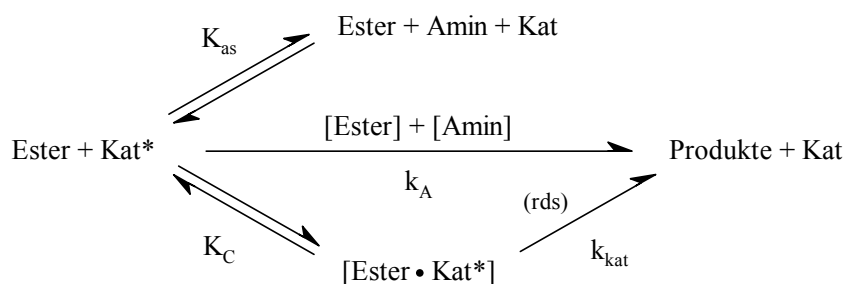 K_as
Ester + Amin + Kat
[Ester] + [Amin]
Ester + Kat*
Produkte + Kat
k_A
(rds)
K_C
k_kat
[Ester • Kat*]